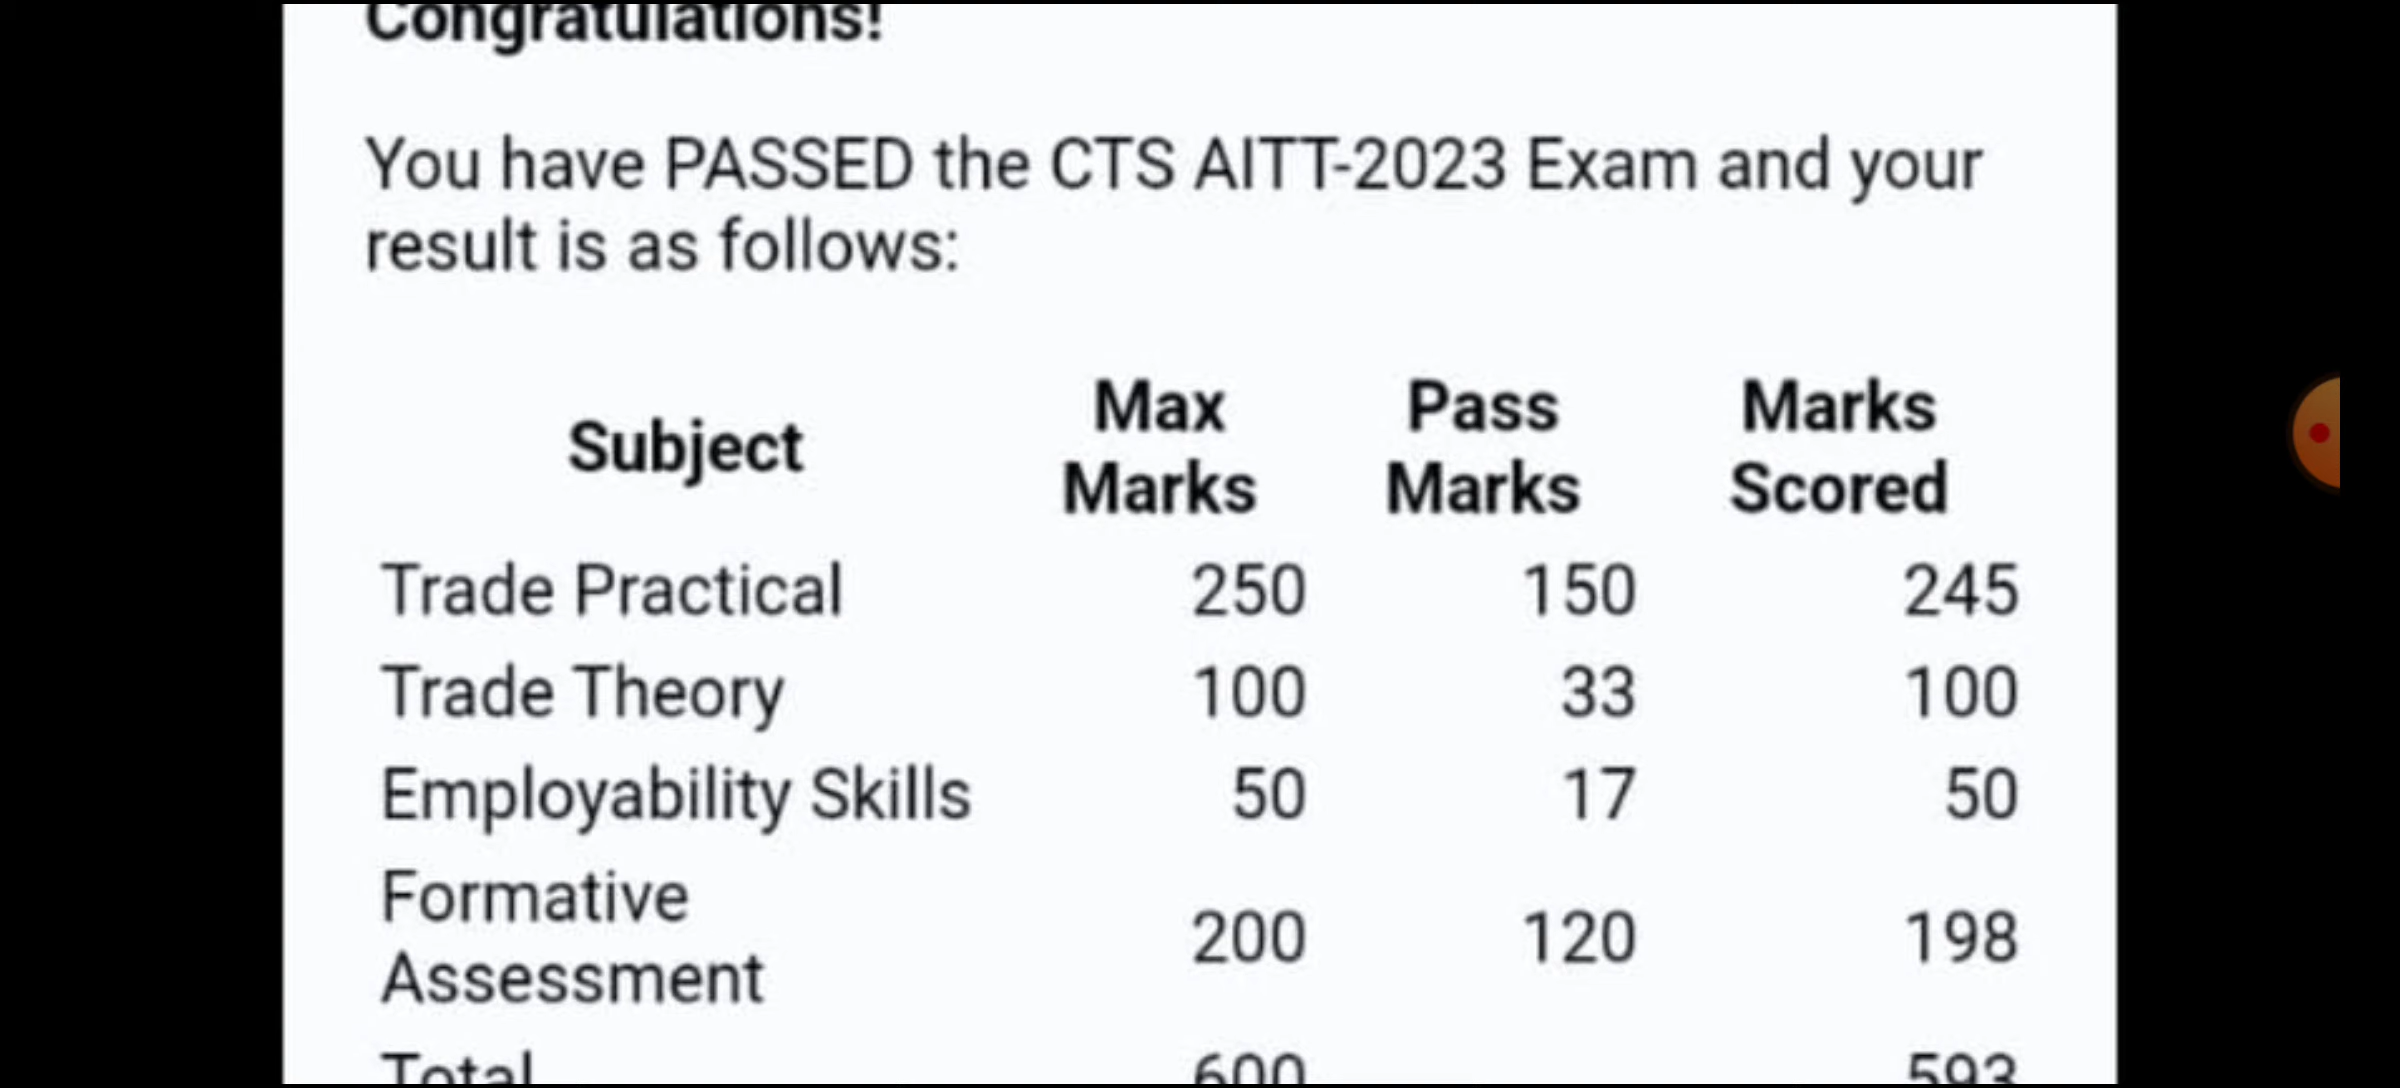 Congratulations!
You have PASSED the CTS AITT-2023 Exam and your
result is as follows:
Subject Max Marks Pass Marks Marks Scored
Trade Practical 250 150 245
Trade Theory 100 33 100
Employability Skills 50 17 50
Formative Assessment 200 120 198
Total 600 593